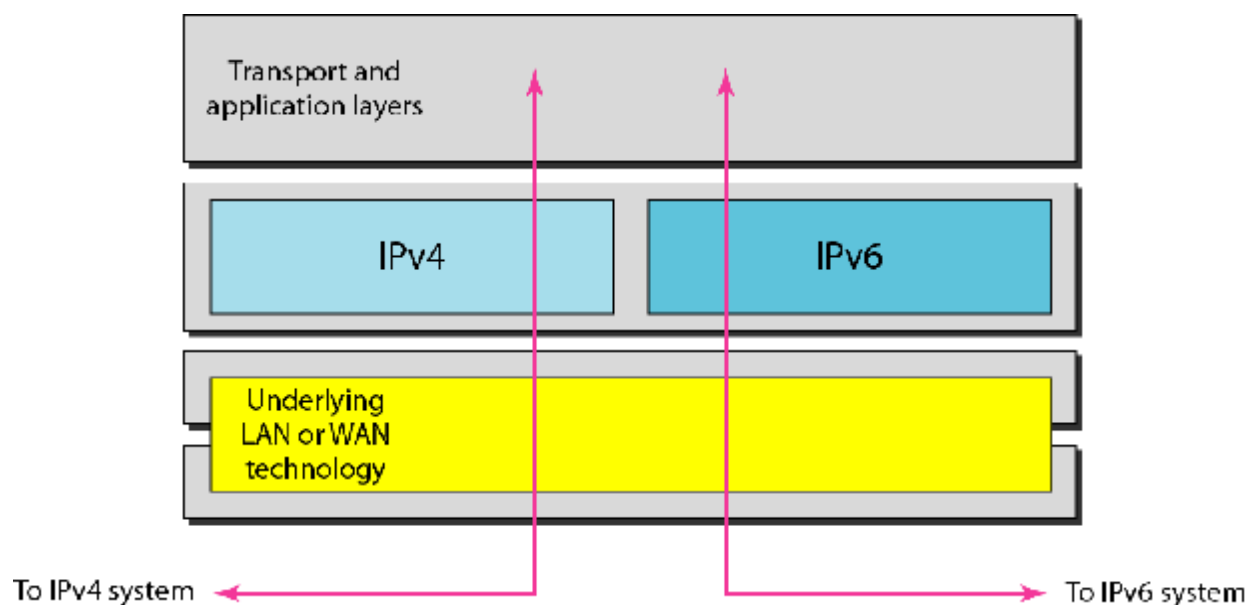 Transport and
application layers
IPv4
IPv6
Underlying
LAN or WAN
technology
To IPv4 system
To IPv6 system